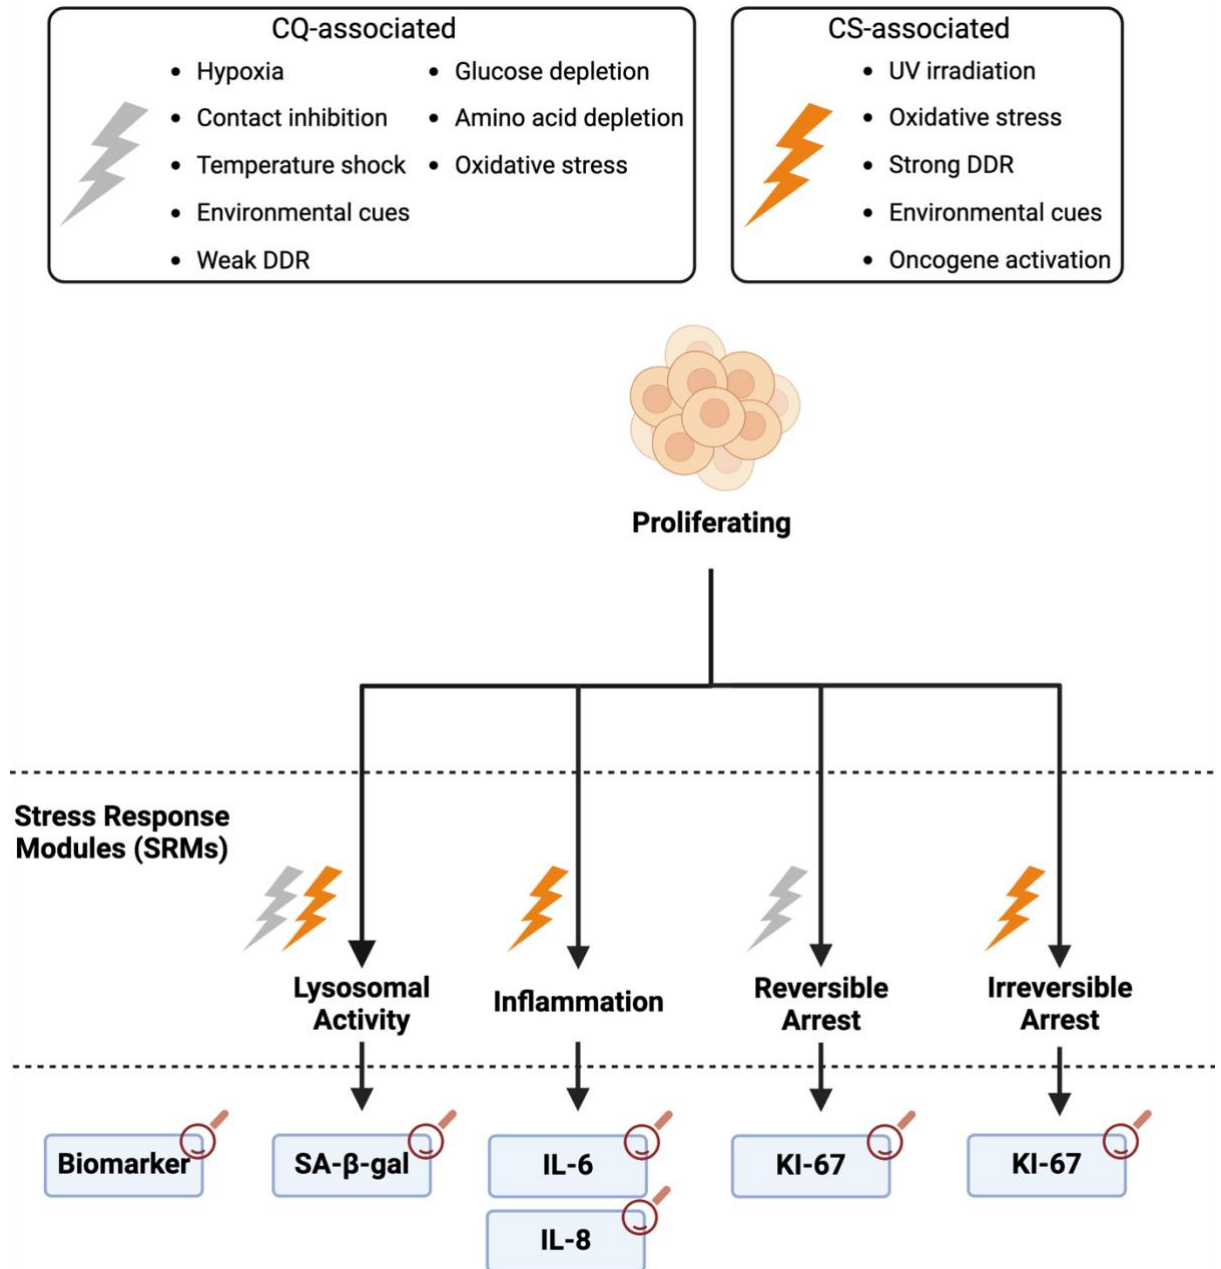 CQ-associated
• Hypoxia
• Contact inhibition
• Temperature shock
• Environmental cues
• Weak DDR
• Glucose depletion
• Amino acid depletion
• Oxidative stress
CS-associated
• UV irradiation
• Oxidative stress
• Strong DDR
• Environmental cues
• Oncogene activation
Proliferating
Stress Response
Modules (SRMs)
Lysosomal
Activity
Inflammation
Reversible
Arrest
Irreversible
Arrest
Biomarker
SA-β-gal
IL-6
IL-8
KI-67
KI-67